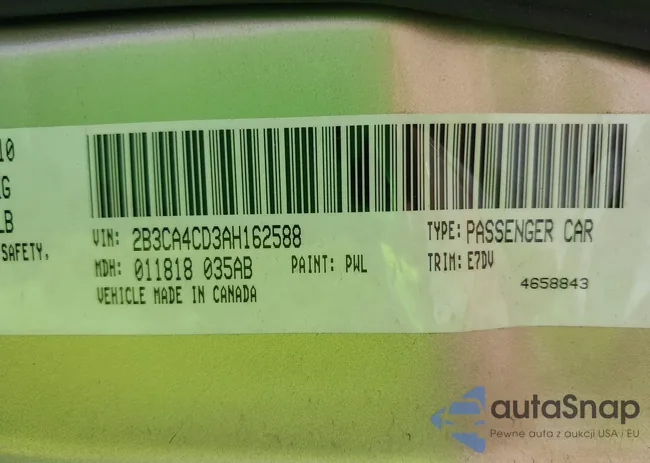 10
KG
LB
SAFETY,
VIN: 2B3CA4CD3AH162588
TYPE: PASSENGER CAR
MDH: 011818 035AB PAINT: PWL
TRIM: E7DV
VEHICLE MADE IN CANADA
4658843
autaSnap
Pewne auta z aukcji USA / EU